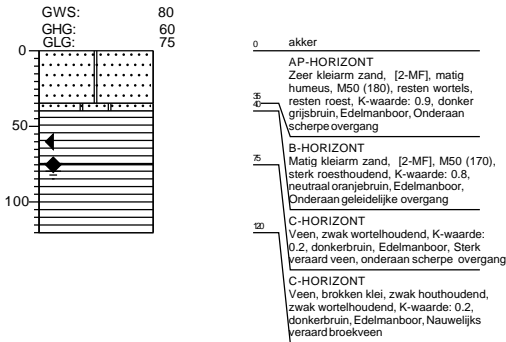 GWS: 80
GHG: 60
GLG: 75
0
50
100
0 akker
AP-HORIZONT
Zeer kleiarm zand, [2-MF], matig
humeus, M50 (180), resten wortels,
resten roest, K-waarde: 0.9, donker
grijsbruin, Edelmanboor, Onderaan
scherpe overgang
35
40
B-HORIZONT
Matig kleiarm zand, [2-MF], M50 (170),
sterk roesthoudend, K-waarde: 0.8,
neutraal oranjebruin, Edelmanboor,
Onderaan geleidelijke overgang
75
C-HORIZONT
Veen, zwak wortelhoudend, K-waarde:
0.2, donkerbruin, Edelmanboor, Sterk
veraard veen, onderaan scherpe overgang
120
C-HORIZONT
Veen, brokken klei, zwak houthoudend,
zwak wortelhoudend, K-waarde: 0.2,
donkerbruin, Edelmanboor, Nauwelijks
veraard broekveen